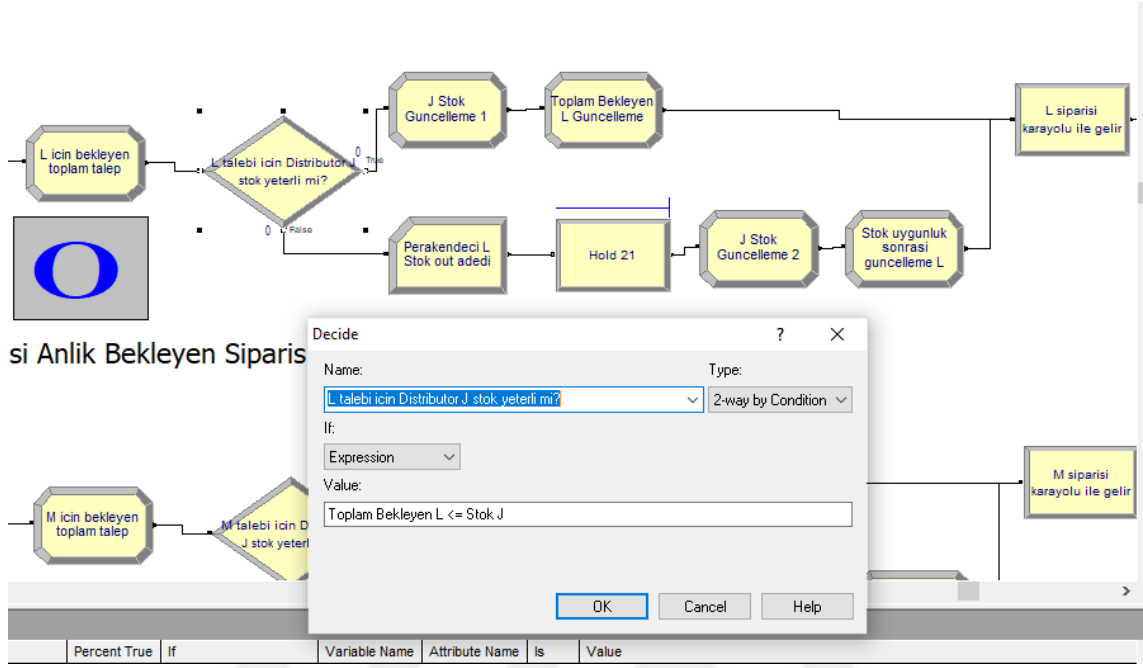 J Stok
Guncelleme 1
Toplam Bekleyen
L Guncelleme
L siparisi
karayolu ile gelir
L icin bekleyen
toplam talep
L talebi icin Distributor J
stok yeterli mi?
0
True
0
False
Perakendeci L
Stok out adedi
Hold 21
J Stok
Guncelleme 2
Stok uygunluk
sonrasi
guncelleme L
0
si Anlik Bekleyen Siparis
Decide
?
Name:
Type:
L talebi icin Distributor J stok yeterli mi?
2-way by Condition
If:
Expression
Value:
Toplam Bekleyen L <= Stok J
OK
Cancel
Help
M icin bekleyen
toplam talep
M talebi icin D
J stok yeterl
M siparisi
karayolu ile gelir
Percent True
If
Variable Name
Attribute Name
Is
Value